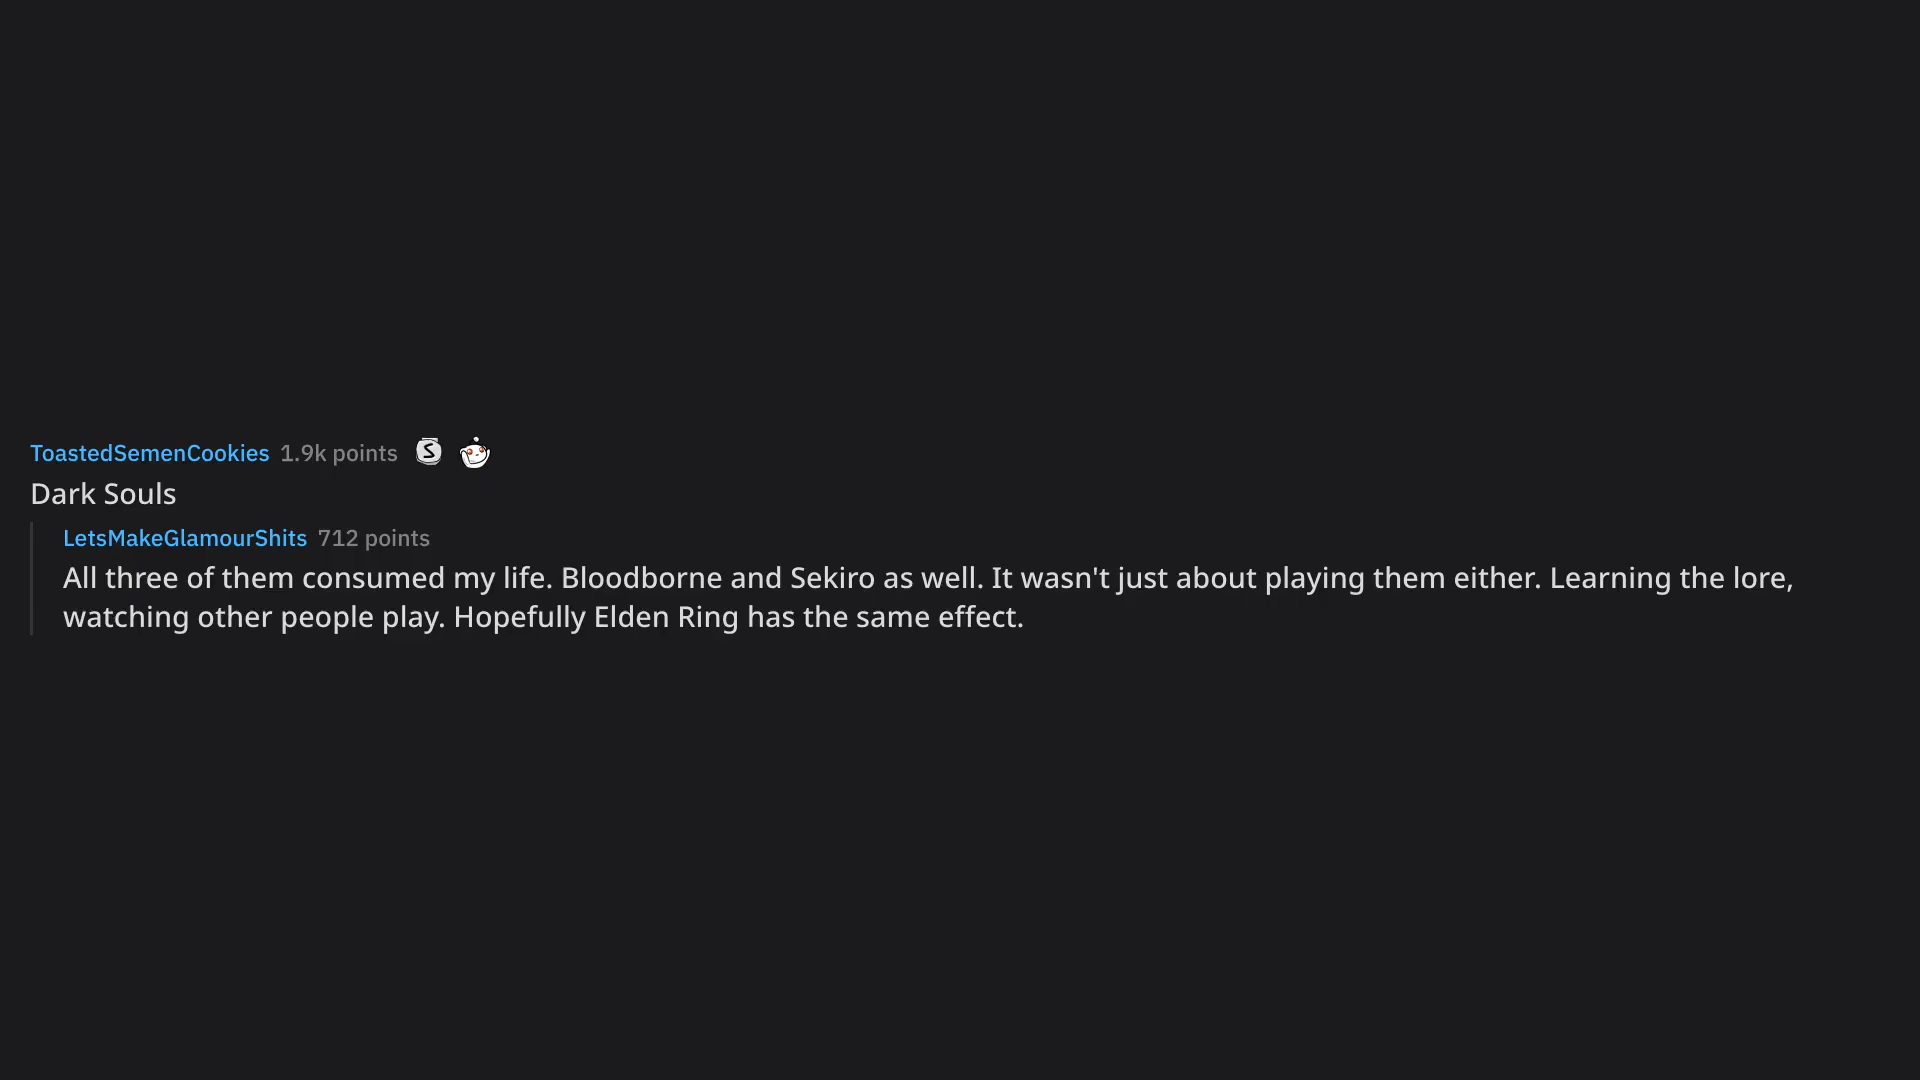 ToastedSemenCookies 1.9k points
Dark Souls
LetsMakeGlamourShits 712 points
All three of them consumed my life. Bloodborne and Sekiro as well. It wasn't just about playing them either. Learning the lore,
watching other people play. Hopefully Elden Ring has the same effect.